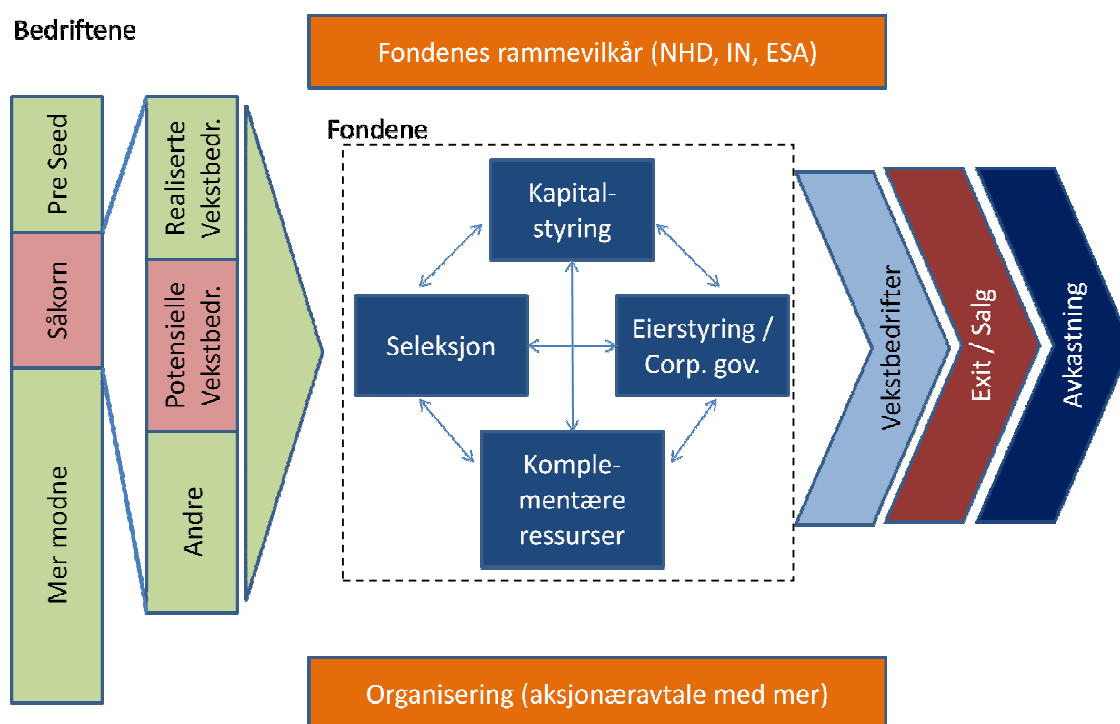 Bedriftene
Fondenes rammevilkår (NHD, IN, ESA)
Pre Seed
Såkorn
Mer modne
Realiserte
Vekstbedr.
Potensielle
Vekstbedr.
Andre
Fondene
Kapital-
styring
Seleksjon
Eierstyring /
Corp. gov.
Komple-
mentære
ressurser
Vekstbedrifter
Exit / Salg
Avkastning
Organisering (aksjonæravtale med mer)